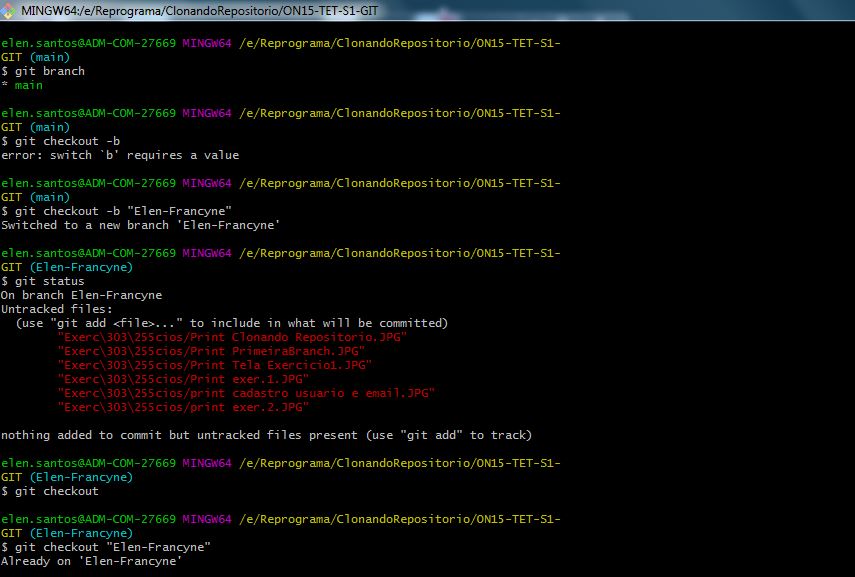 MINGW64:/e/Reprograma/ClonandoRepositorio/ON15-TET-S1-GIT
elen.santos@ADM-COM-27669 MINGW64 /e/Reprograma/ClonandoRepositorio/ON15-TET-S1-
GIT (main)
$ git branch
* main
elen.santos@ADM-COM-27669 MINGW64 /e/Reprograma/ClonandoRepositorio/ON15-TET-S1-
GIT (main)
$ git checkout -b
error: switch `b' requires a value
elen.santos@ADM-COM-27669 MINGW64 /e/Reprograma/ClonandoRepositorio/ON15-TET-S1-
GIT (main)
$ git checkout -b "Elen-Francyne"
Switched to a new branch 'Elen-Francyne'
elen.santos@ADM-COM-27669 MINGW64 /e/Reprograma/ClonandoRepositorio/ON15-TET-S1-
GIT (Elen-Francyne)
$ git status
On branch Elen-Francyne
Untracked files:
(use "git add <file>..." to include in what will be committed)
"Exerc\303\255cios/Print Clonando Repositorio.JPG"
"Exerc\303\255cios/Print PrimeiraBranch.JPG"
"Exerc\303\255cios/Print Tela Exercicio1.JPG"
"Exerc\303\255cios/Print exer.1.JPG"
"Exerc\303\255cios/print cadastro usuario e email.JPG"
"Exerc\303\255cios/print exer.2.JPG"
nothing added to commit but untracked files present (use "git add" to track)
elen.santos@ADM-COM-27669 MINGW64 /e/Reprograma/ClonandoRepositorio/ON15-TET-S1-
GIT (Elen-Francyne)
$ git checkout
elen.santos@ADM-COM-27669 MINGW64 /e/Reprograma/ClonandoRepositorio/ON15-TET-S1-
GIT (Elen-Francyne)
$ git checkout "Elen-Francyne"
Already on 'Elen-Francyne'